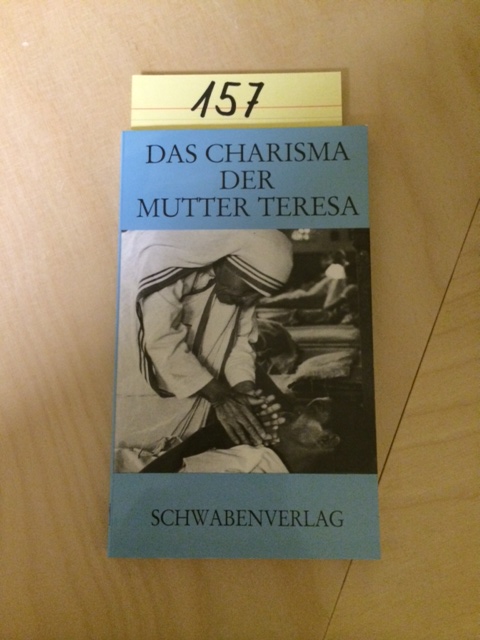 157
DAS CHARISMA
DER
MUTTER TERESA
SCHWABENVERLAG